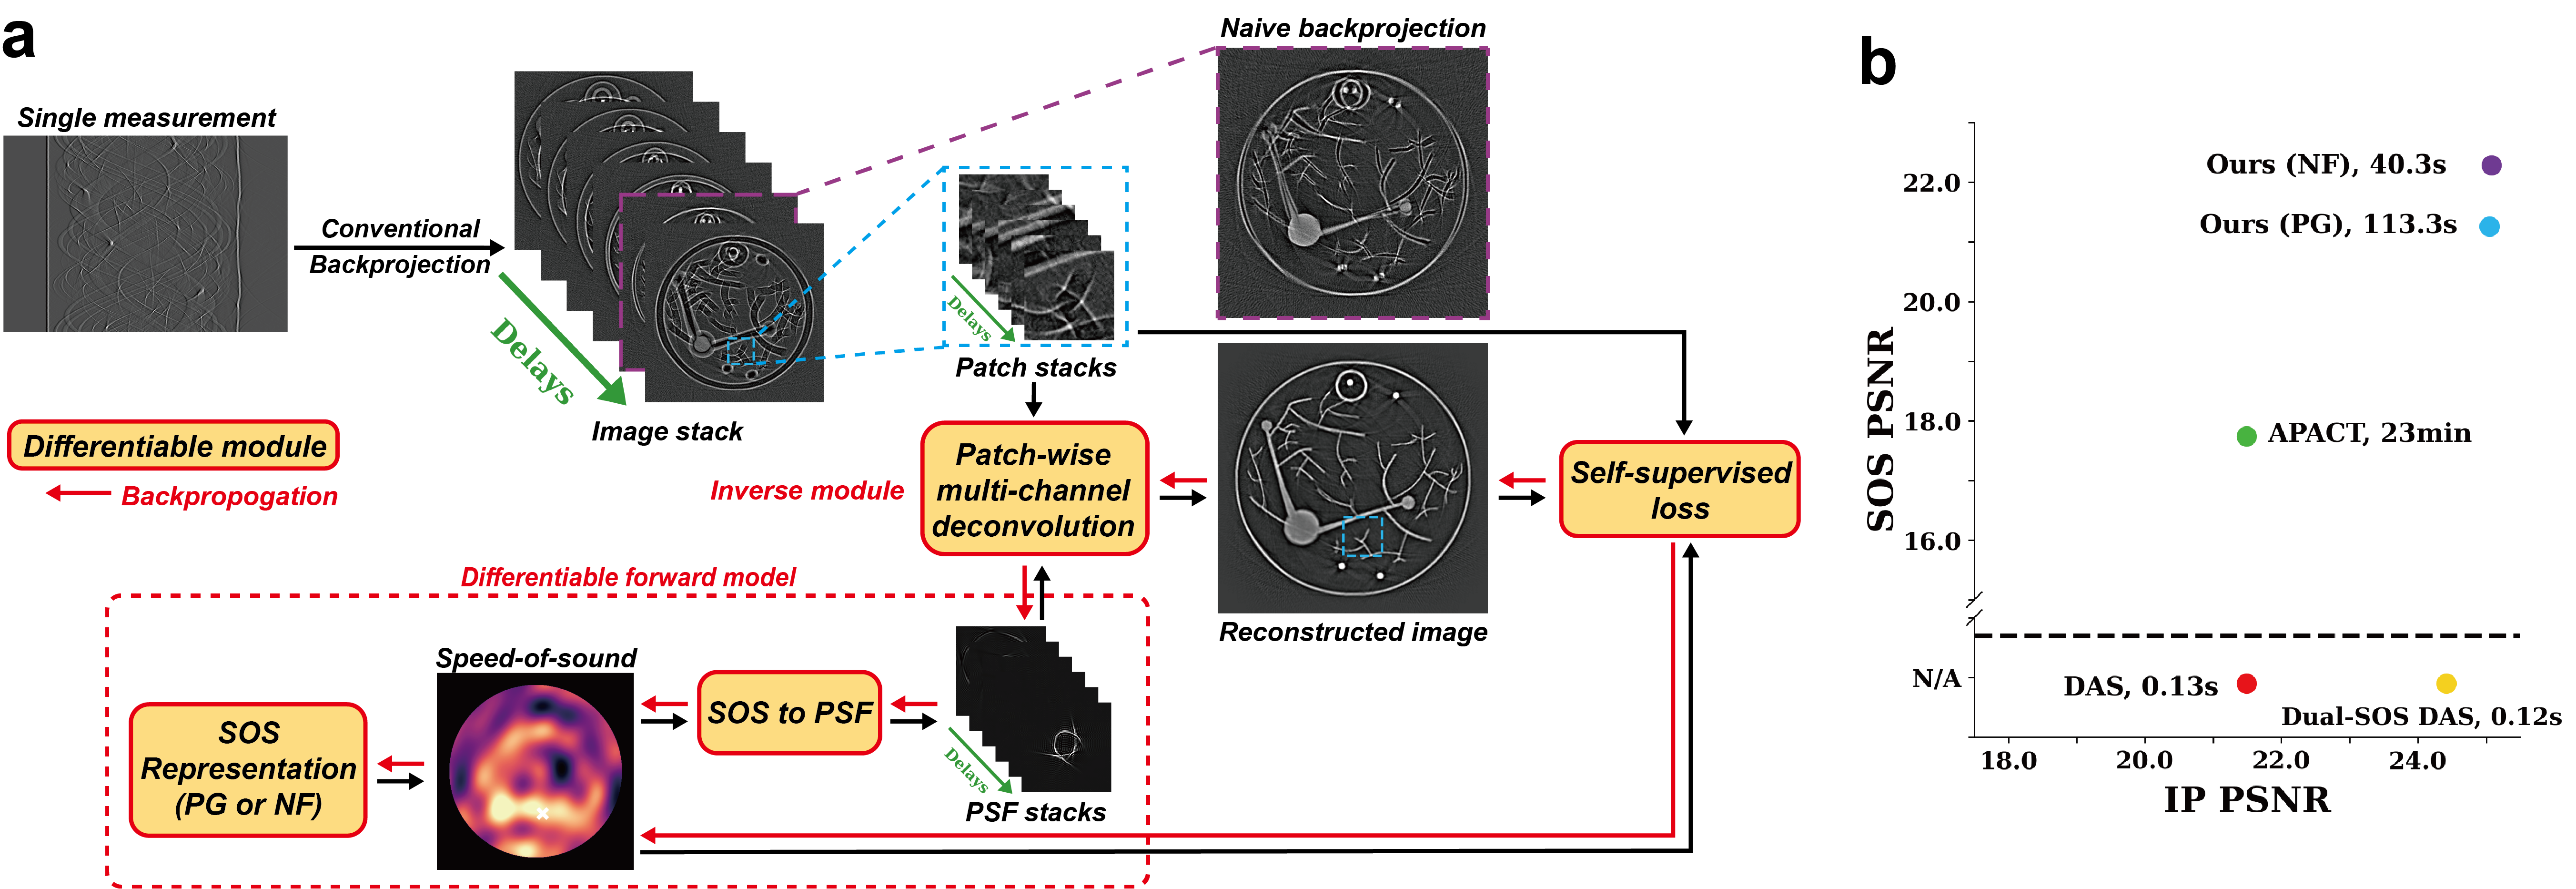 a
Single measurement
Conventional
Backprojection
Delays
Image stack
Naive backprojection
Delays
Patch stacks
Differentiable module
Backpropogation
Inverse module
Patch-wise
multi-channel
deconvolution
Reconstructed image
Self-supervised
loss
Differentiable forward model
SOS
Representation
(PG or NF)
Speed-of-sound
SOS to PSF
Delays
PSF stacks
b
SOS PSNR
22.0
20.0
18.0
16.0
N/A
Ours (NF), 40.3s
Ours (PG), 113.3s
APACT, 23min
DAS, 0.13s
Dual-SOS DAS, 0.12s
18.0
20.0
22.0
24.0
IP PSNR